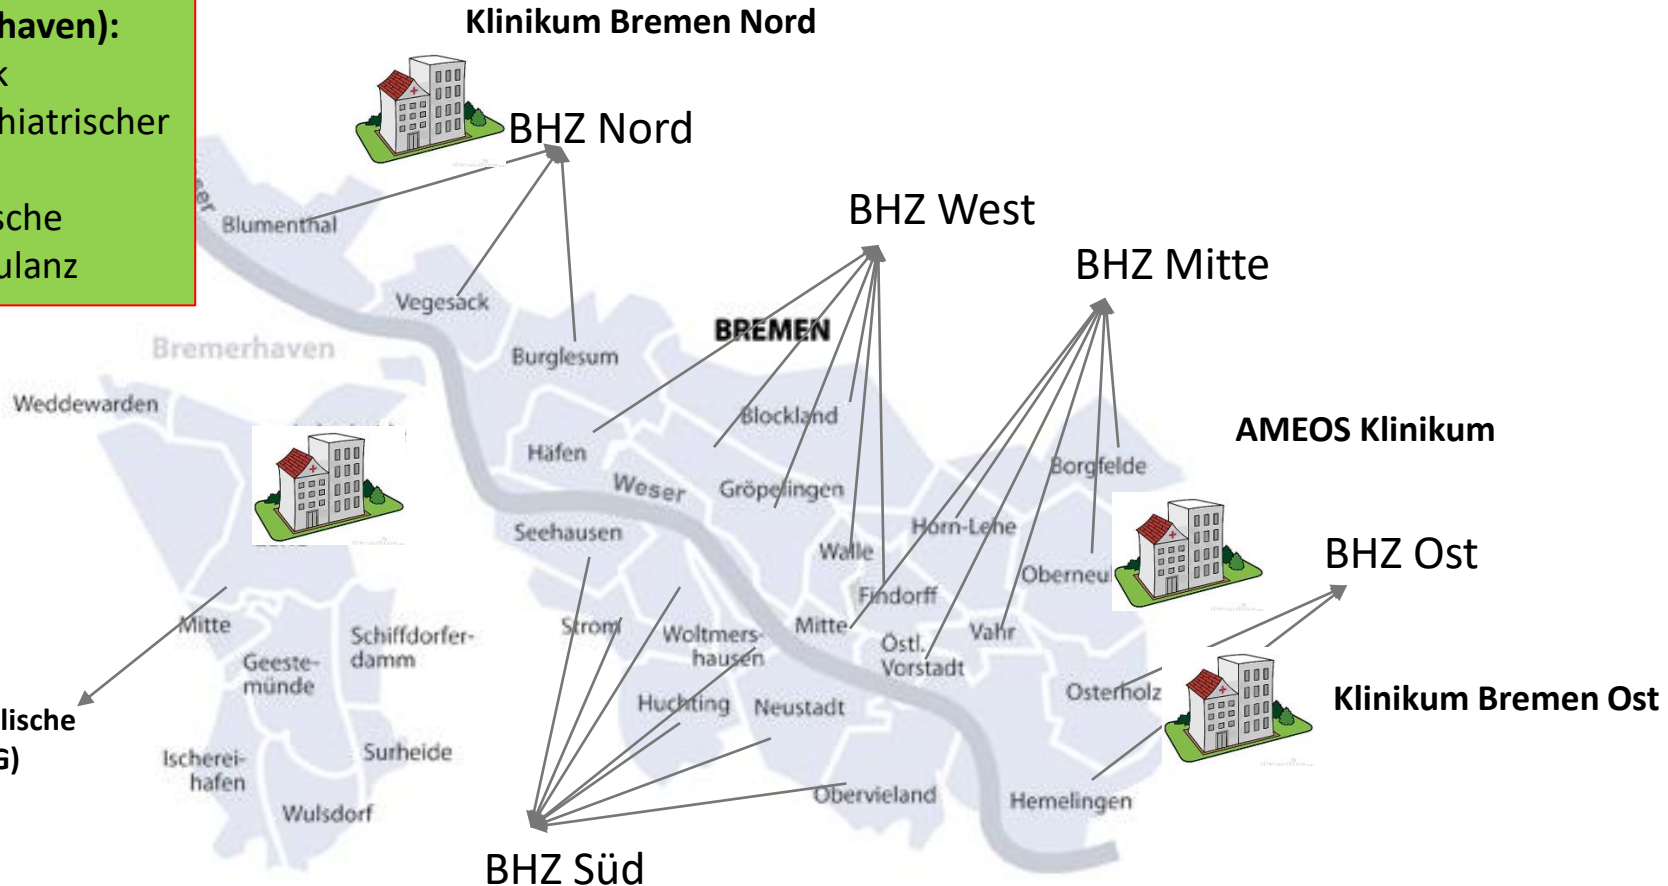 haven):
k
hiatrischer
sche
ulanz
Klinikum Bremen Nord
BHZ Nord
BHZ West
BHZ Mitte
ser
Blumenthal
Vegesack
BREMEN
Bremerhaven
Burglesum
Weddewarden
Blockland
AMEOS Klinikum
Häfen
Borgfelde
Weser
Gröpelingen
Seehausen
Horn-Lehe
Walle
BHZ Ost
Oberneu
Findorff
Mitte
Strom
Woltmers-
hausen
Mitte
Östl.
Vorstadt
Vahr
Schiffdorfer-
damm
Geeste-
münde
Osterholz
Klinikum Bremen Ost
Huchting
Neustadt
lische
G)
Ischerei-
hafen
Surheide
Obervieland
Hemelingen
Wulsdorf
BHZ Süd